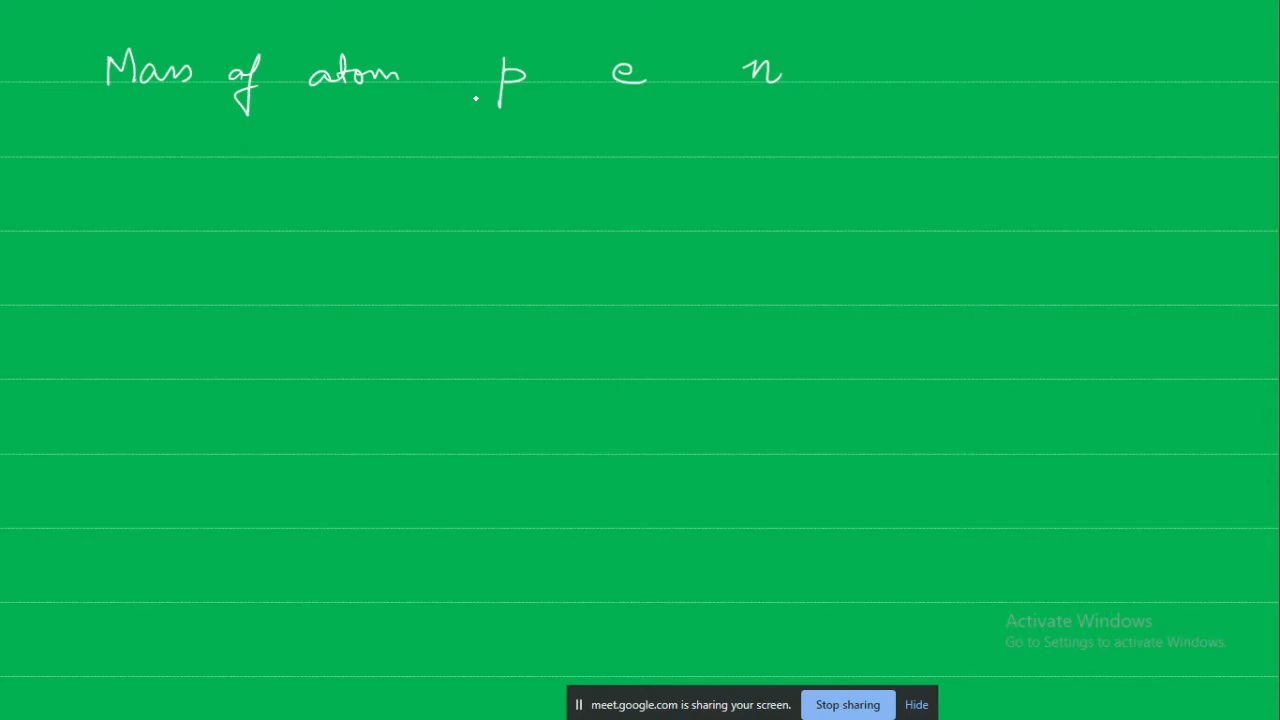 Mass of atom p e n
Activate Windows
Go to Settings to activate Windows.
meet.google.com is sharing your screen. Stop sharing Hide